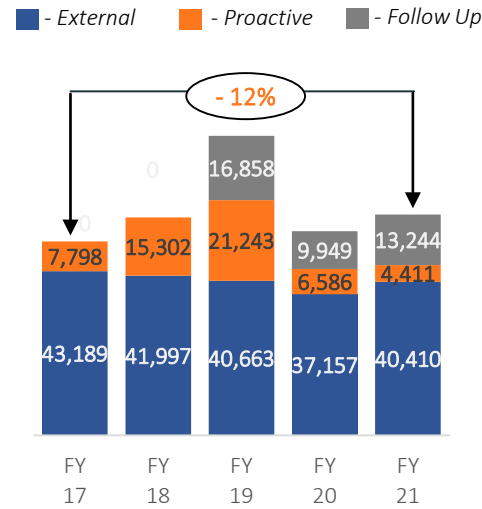 - External - Proactive - Follow Up
- 12%
0
16,858
0
7,798 15,302 21,243 9,949 13,244
6,586 4,411
43,189 41,997 40,663 37,157 40,410
FY FY FY FY FY
17 18 19 20 21